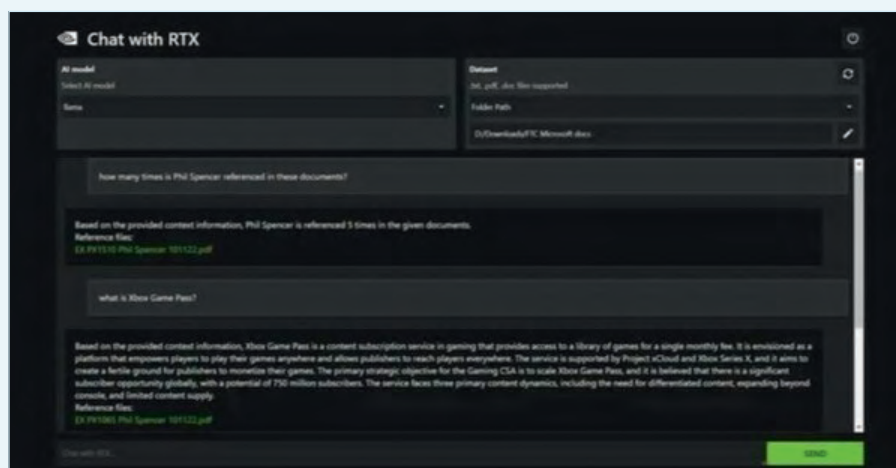 Chat with RTX
AI model
Select AI model
llama
Dataset
.txt, .pdf, .doc files supported
Folder Path
D:/Downloads/FTC Microsoft docs
how many times is Phil Spencer referenced in these documents?
Based on the provided context information, Phil Spencer is referenced 5 times in the given documents.
Reference files:
EX PX1510 Phil Spencer 101122.pdf
what is Xbox Game Pass?
Based on the provided context information, Xbox Game Pass is a content subscription service in gaming that provides access to a library of games for a single monthly fee. It is envisioned as a
platform that empowers players to play their games anywhere and allows publishers to reach players everywhere. The service is supported by Project xCloud and Xbox Series X, and it aims to
create a fertile ground for publishers to monetize their games. The primary strategic objective for the Gaming CSA is to scale Xbox Game Pass, and it is believed that there is a significant
subscriber opportunity globally, with a potential of 750 million subscribers. The service faces three primary content dynamics, including the need for differentiated content, expanding beyond
console, and limited content supply.
Reference files:
EX PX1065 Phil Spencer 101122.pdf
Chat with RTX...
SEND